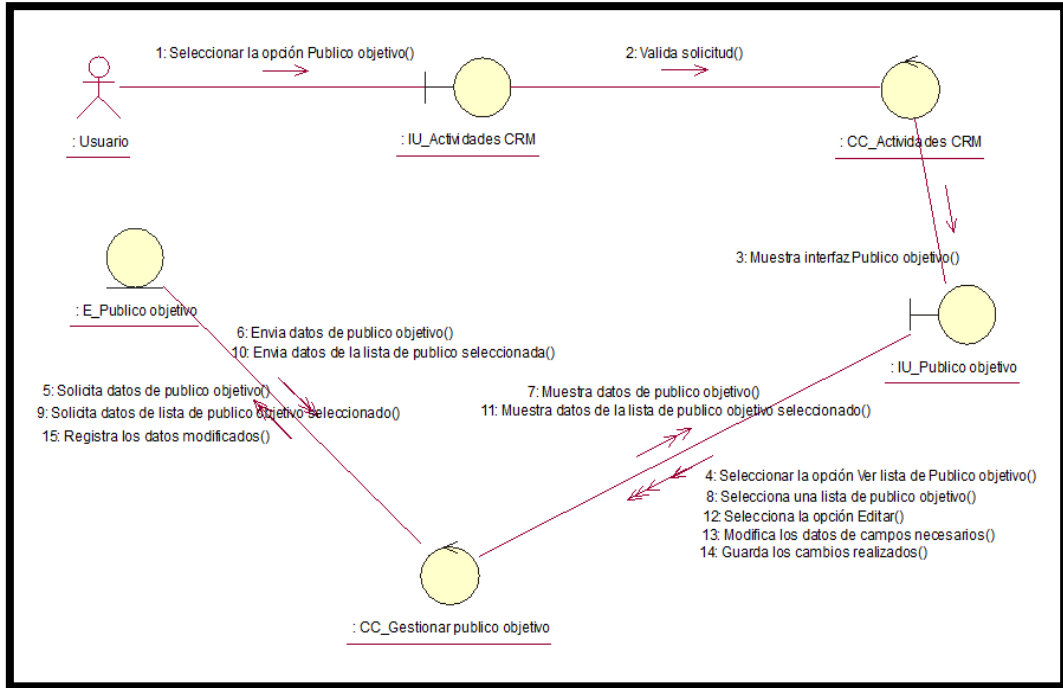 1: Seleccionar la opción Publico objetivo()
2: Valida solicitud()
: Usuario
: IU_Actividades CRM
: CC_Actividades CRM
3: Muestra interfaz Publico objetivo()
: E_Publico objetivo
: IU_Publico objetivo
6: Envia datos de publico objetivo()
10: Envia datos de la lista de publico seleccionada()
5: Solicita datos de publico objetivo()
9: Solicita datos de lista de publico objetivo seleccionado()
15: Registra los datos modificados()
7: Muestra datos de publico objetivo()
11: Muestra datos de la lista de publico objetivo seleccionado()
4: Seleccionar la opción Ver lista de Publico objetivo()
8: Selecciona una lista de publico objetivo()
12: Selecciona la opción Editar()
13: Modifica los datos de campos necesarios()
14: Guarda los cambios realizados()
: CC_Gestionar publico objetivo